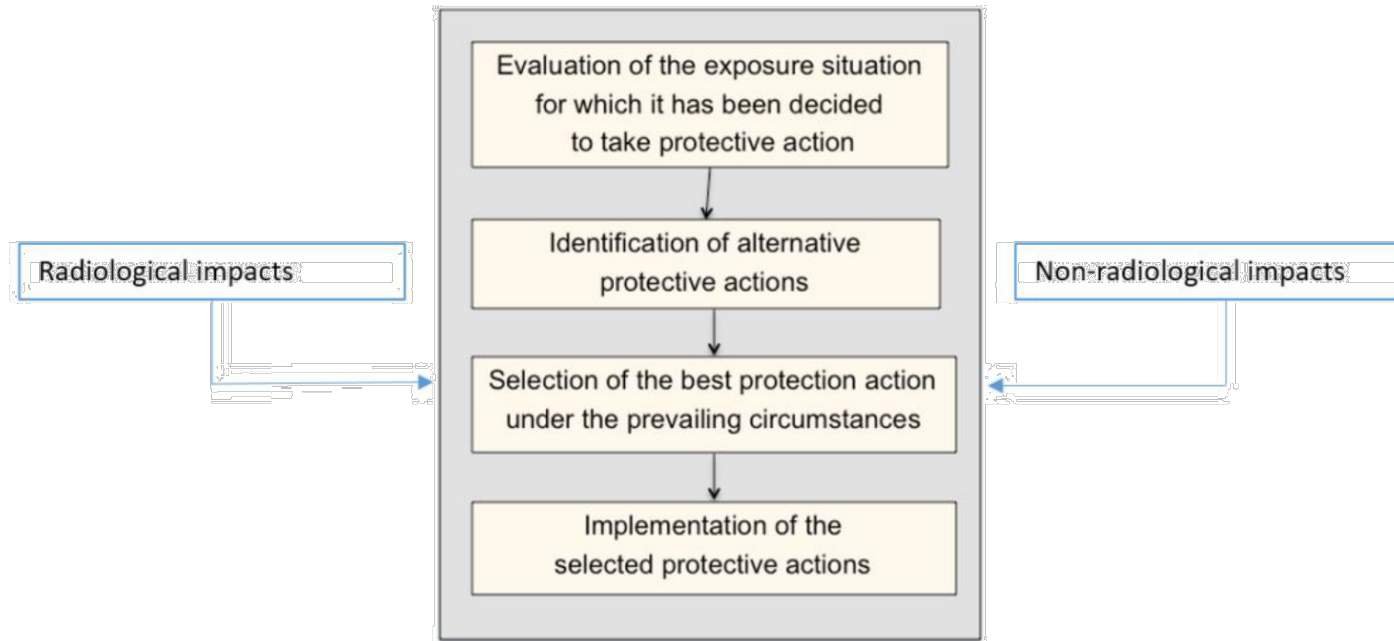 Evaluation of the exposure situation
for which it has been decided
to take protective action
Identification of alternative
protective actions
Radiological impacts
Non-radiological impacts
Selection of the best protection action
under the prevailing circumstances
Implementation of the
selected protective actions